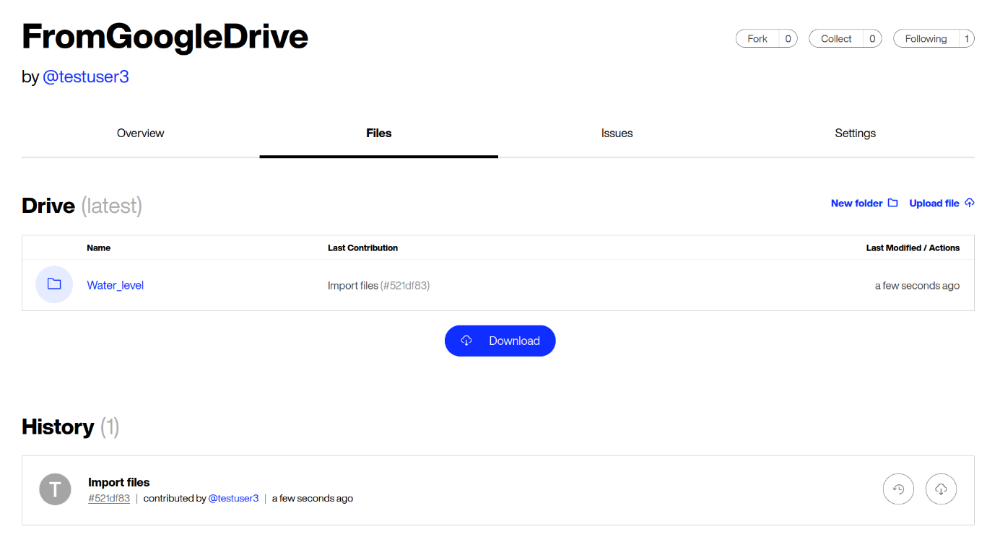 FromGoogleDrive
Fork 0 Collect 0 Following 1
by @testuser3
Overview Files Issues Settings
Drive (latest)
New folder Upload file
Name Last Contribution Last Modified / Actions
Water_level Import files (#521df83) a few seconds ago
Download
History (1)
T
Import files
#521df83 | contributed by @testuser3 | a few seconds ago